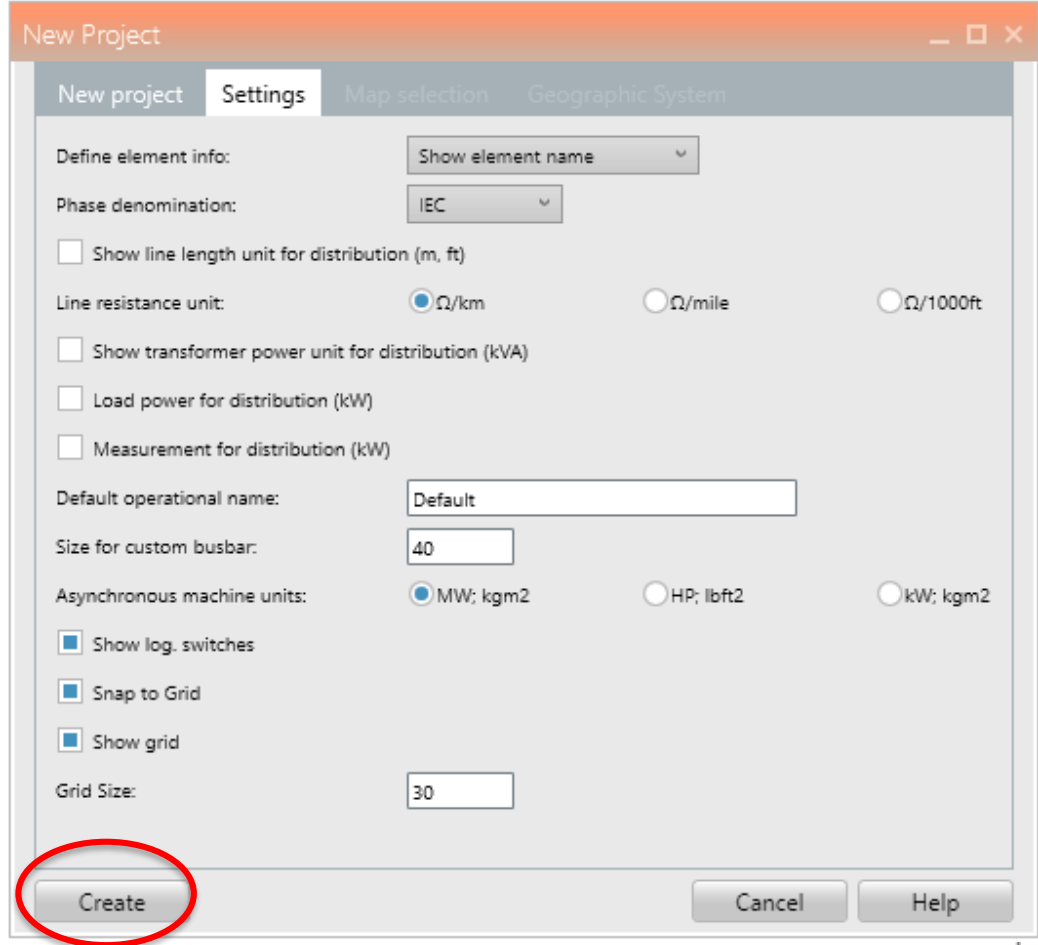 New Project
New project Settings Map selection Geographic System
Define element info: Show element name
Phase denomination: IEC
Show line length unit for distribution (m, ft)
Line resistance unit: Ω/km Ω/mile Ω/1000ft
Show transformer power unit for distribution (kVA)
Load power for distribution (kW)
Measurement for distribution (kW)
Default operational name: Default
Size for custom busbar: 40
Asynchronous machine units: MW; kgm2 HP; lbft2 kW; kgm2
Show log. switches
Snap to Grid
Show grid
Grid Size: 30
Create Cancel Help